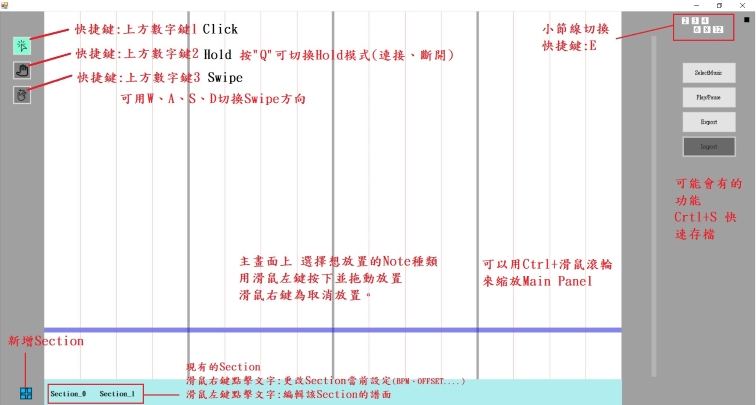 快捷鍵:上方數字鍵1 Click
快捷鍵:上方數字鍵2 Hold 按"Q"可切換Hold模式(連接、斷開)
快捷鍵:上方數字鍵3 Swipe
可用W、A、S、D切換Swipe方向
小節線切換
快捷鍵:E
2 3 4
6 8 12
SelectMusic
Play/Pause
Export
Import
可能會有的
功能
Crtl+S 快
速存檔
主畫面上 選擇想放置的Note種類
用滑鼠左鍵按下並拖動放置
滑鼠右鍵為取消放置。
可以用Ctrl+滑鼠滾輪
來縮放Main Panel
新增Section
現有的Section
滑鼠右鍵點擊文字:更改Section當前設定(BPM、OFFSET....)
滑鼠左鍵點擊文字:編輯該Section的譜面
Section_0 Section_1